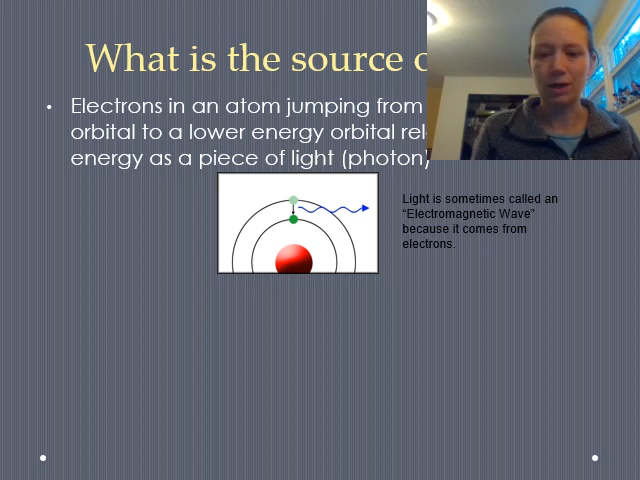 What is the source
• Electrons in an atom jumping from
orbital to a lower energy orbital
energy as a piece of light (photon)
Light is sometimes called an
“Electromagnetic Wave”
because it comes from
electrons.